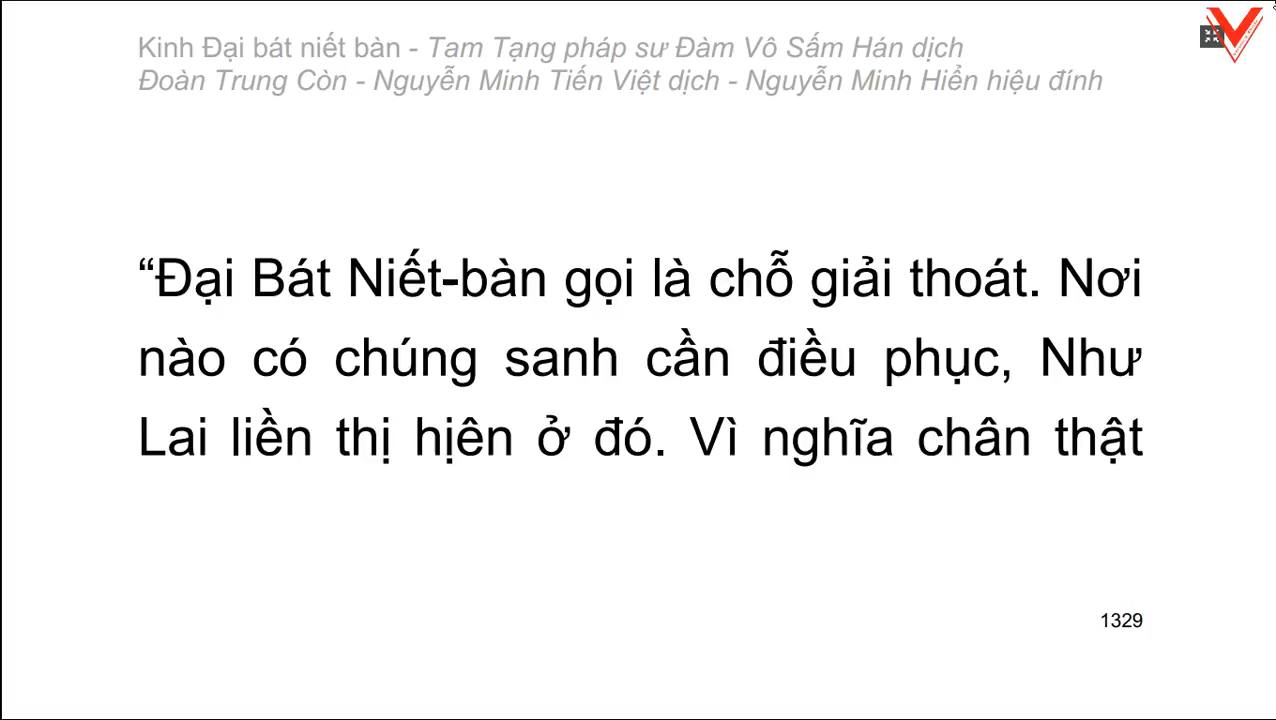 Kinh Đại bát niết bàn - Tam Tạng pháp sư Đàm Vô Sấm Hán dịch
Đoàn Trung Còn - Nguyễn Minh Tiến Việt dịch - Nguyễn Minh Hiển hiệu đính
“Đại Bát Niết-bàn gọi là chỗ giải thoát. Nơi
nào có chúng sanh cần điều phục, Như
Lai liền thị hịên ở đó. Vì nghĩa chân thật
1329